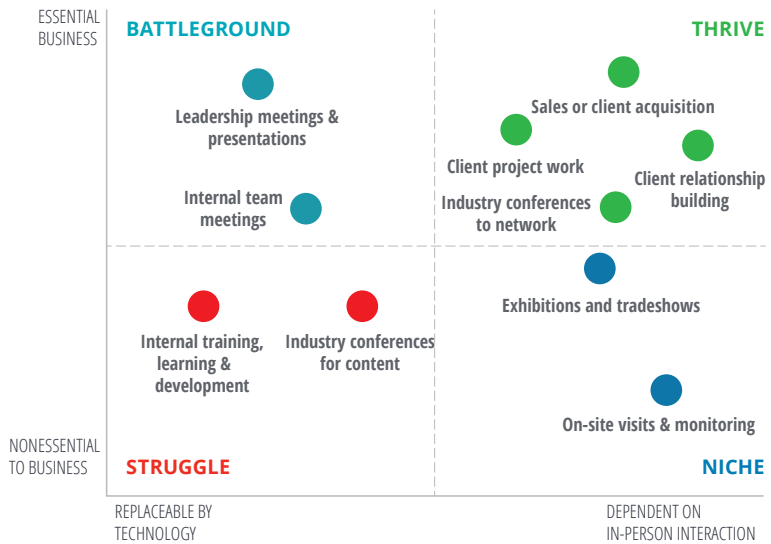 ESSENTIAL
BUSINESS
BATTLEGROUND
THRIVE
Leadership meetings &
presentations
Internal team
meetings
Sales or client acquisition
Client project work
Client relationship
building
Industry conferences
to network
Internal training,
learning &
development
Industry conferences
for content
Exhibitions and tradeshows
On-site visits & monitoring
NONESSENTIAL
TO BUSINESS
STRUGGLE
NICHE
REPLACEABLE BY
TECHNOLOGY
DEPENDENT ON
IN-PERSON INTERACTION